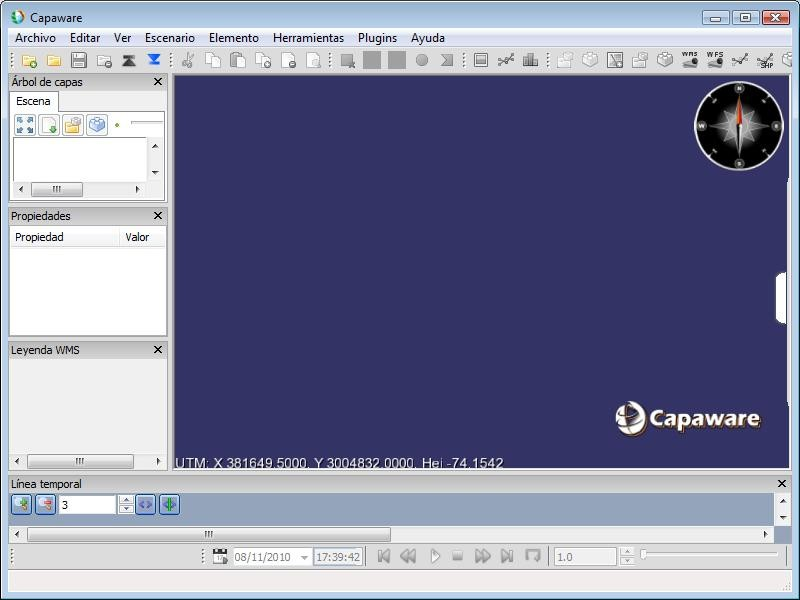 Capaware
Archivo Editar Ver Escenario Elemento Herramientas Plugins Ayuda
WMS WFS SHP
Árbol de capas
Escena
N
W E
S
Propiedades
Propiedad Valor
Leyenda WMS
Capaware
UTM: X 381649.5000, Y 3004832.0000, Hei -74.1542
Línea temporal
3
08/11/2010 17:39:42 1.0